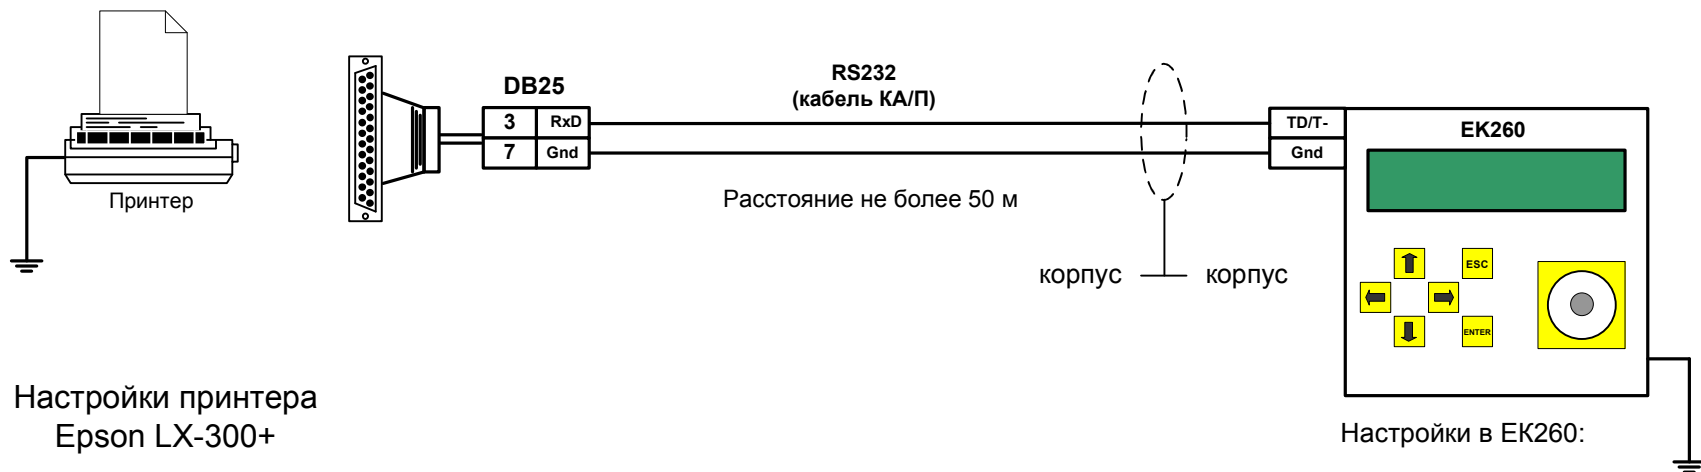 Принтер
DB25
3 RxD
7 Gnd
RS232
(кабель КА/П)
Расстояние не более 50 м
корпус
корпус
TD/T-
Gnd
EK260
ESC
ENTER
Настройки принтера
Epson LX-300+
Настройки в ЕК260: